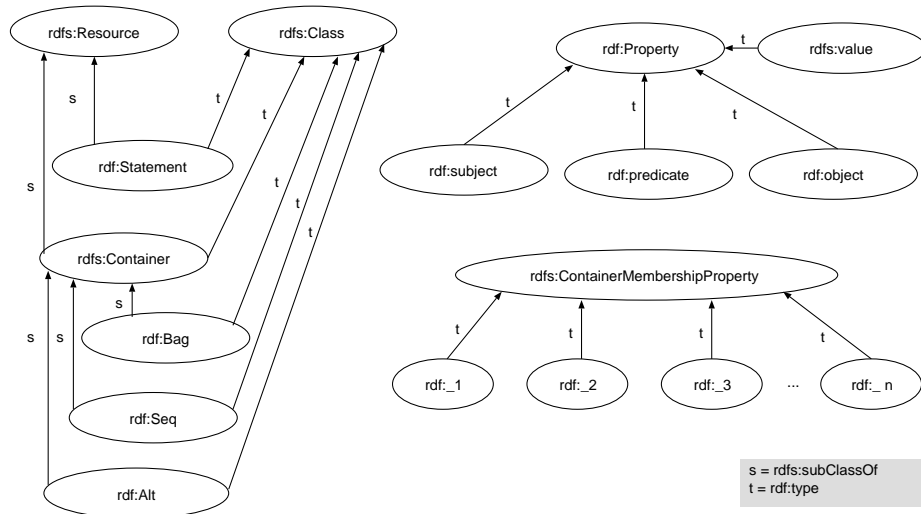 rdfs:Resource
rdfs:Class
s
t
rdf:Statement
s
t
rdfs:Container
t
t
t
s
s
s
rdf:Bag
rdf:Seq
rdf:Alt
rdf:Property
t
rdfs:value
t
t
t
rdf:subject
rdf:predicate
rdf:object
rdfs:ContainerMembershipProperty
t
t
t
t
rdf:_1
rdf:_2
rdf:_3
...
rdf:_ n
s = rdfs:subClassOf
t = rdf:type